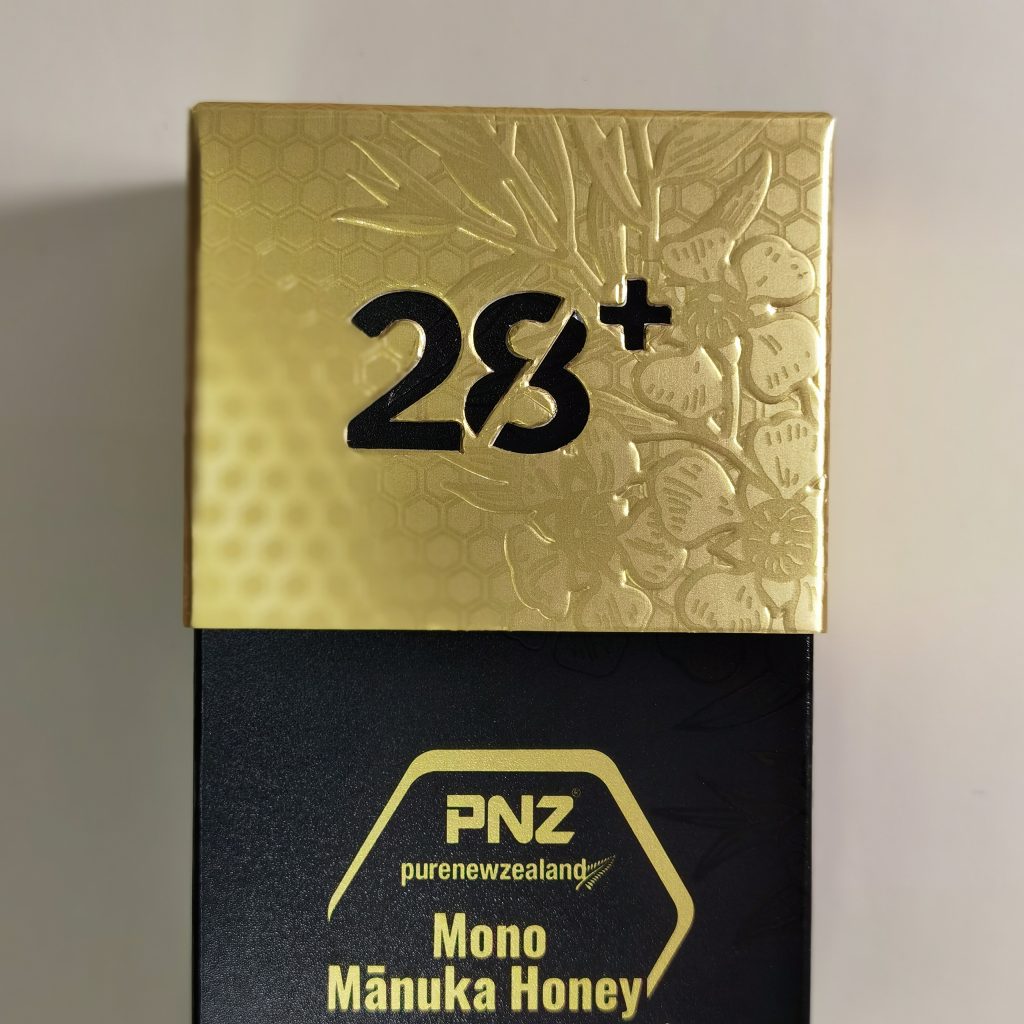 28+
PNZ®
purenewzealand
Mono
Mānuka Honey